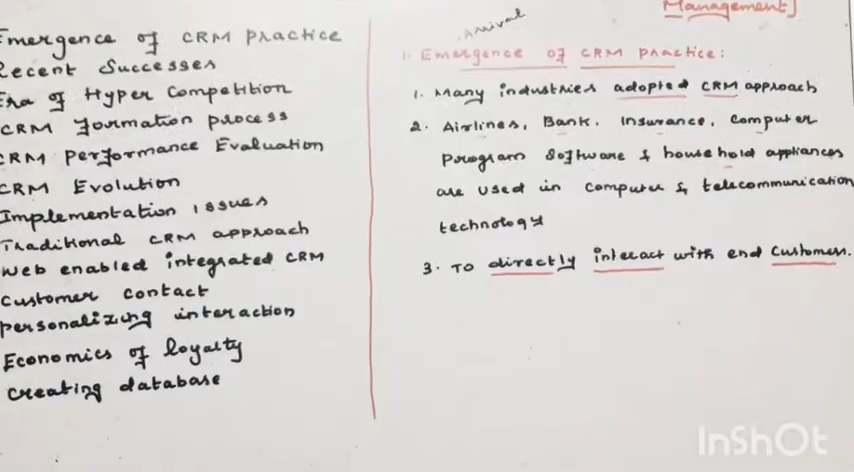 Emergence of CRM practice
Recent Successes
Era of Hyper Competition
CRM Formation process
CRM performance Evaluation
CRM Evolution
Implementation issues
Traditional CRM approach
Web enabled integrated CRM
Customer contact
personalizing interaction
Economics of loyalty
Creating database
Management]
Arrival
1. Emergence of CRM practice:
1. Many industries adopted CRM approach
2. Airlines, Bank, Insurance, Computer
program software & household appliances
are used in computer & telecommunication
technology
3. To directly interact with end customers.
InShOt